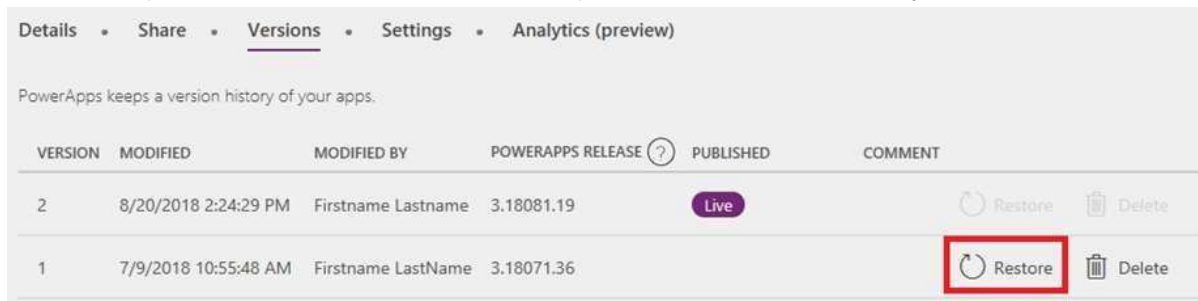 Details • Share • Versions • Settings • Analytics (preview)
PowerApps keeps a version history of your apps.
VERSION MODIFIED MODIFIED BY POWERAPPS RELEASE ? PUBLISHED COMMENT
2 8/20/2018 2:24:29 PM Firstname Lastname 3.18081.19 Live Restore Delete
1 7/9/2018 10:55:48 AM Firstname LastName 3.18071.36 Restore Delete